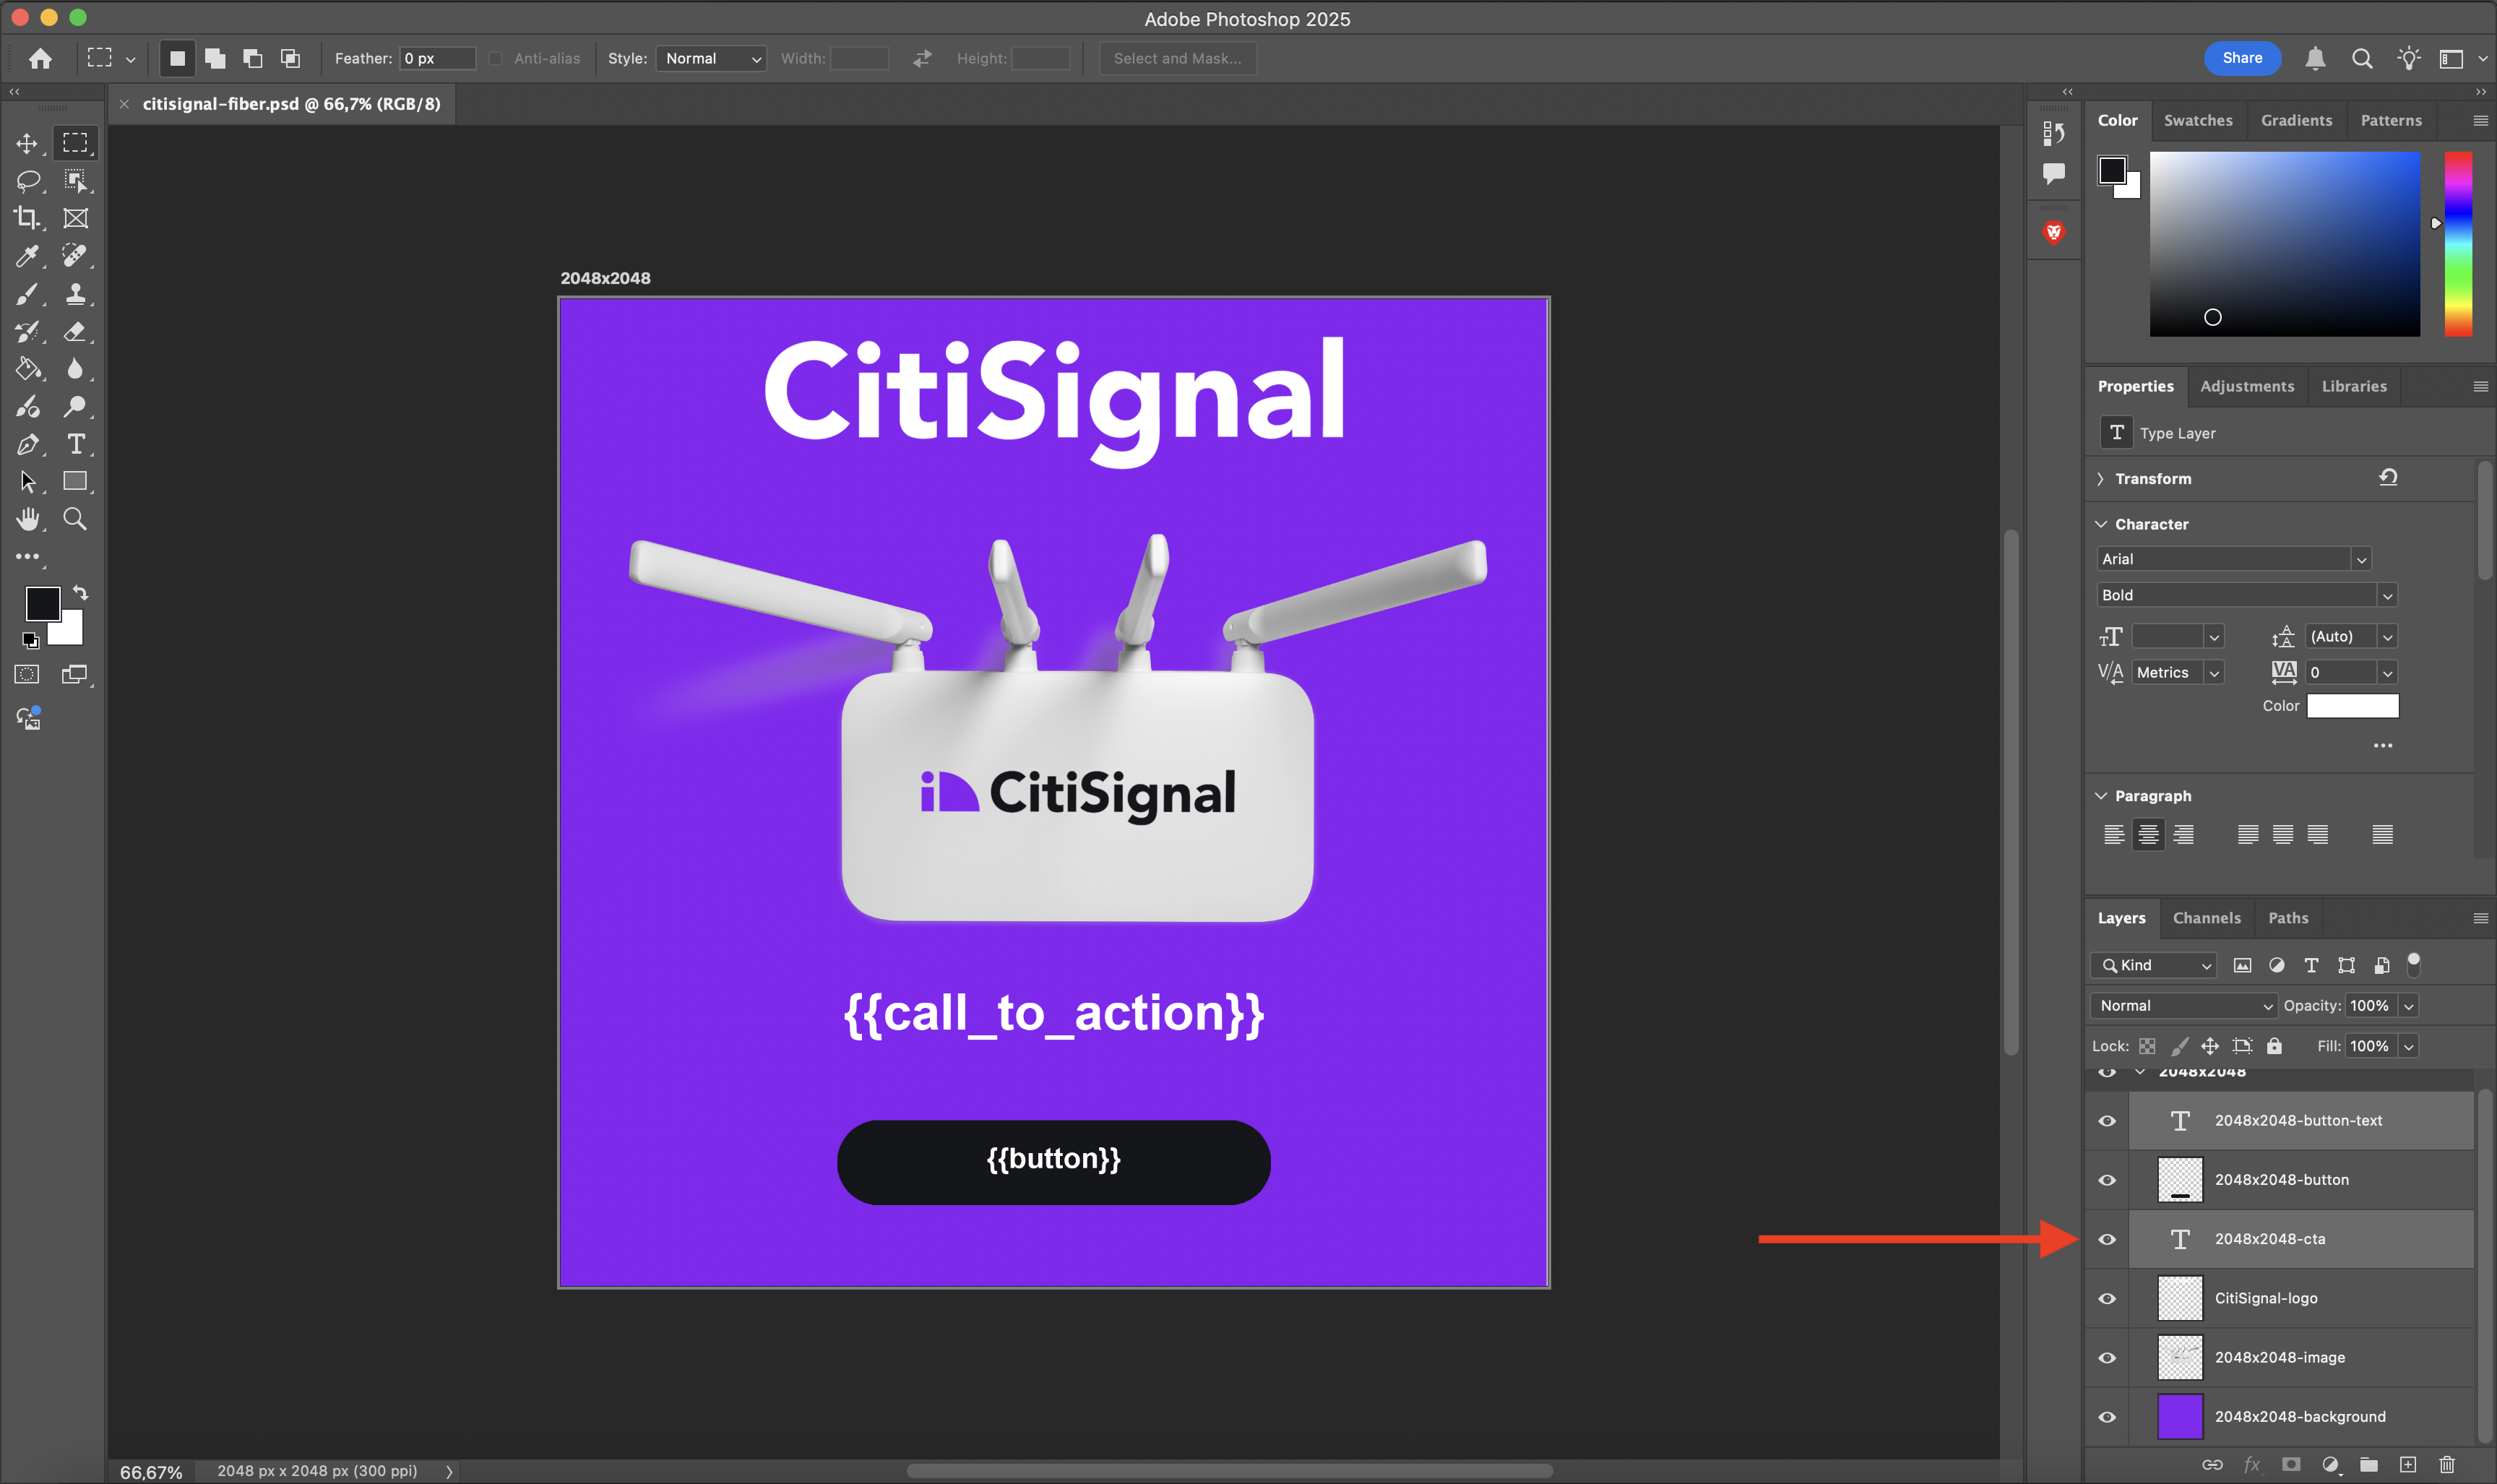 Adobe Photoshop 2025
Feather: 0 px Anti-alias Style: Normal Width: Height: Select and Mask... Share
citisignal-fiber.psd @ 66,7% (RGB/8)
Color Swatches Gradients Patterns
2048x2048
CitiSignal
Properties Adjustments Libraries
T Type Layer
Transform
Character
Arial
Bold
(Auto)
Metrics 0
Color
CitiSignal
Paragraph
Layers Channels Paths
Kind
Normal Opacity: 100%
{{call_to_action}}
Lock: Fill: 100%
2048x2048
2048x2048-button-text
{{button}}
2048x2048-button
2048x2048-cta
CitiSignal-logo
2048x2048-image
2048x2048-background
66,67% 2048 px x 2048 px (300 ppi)
fx